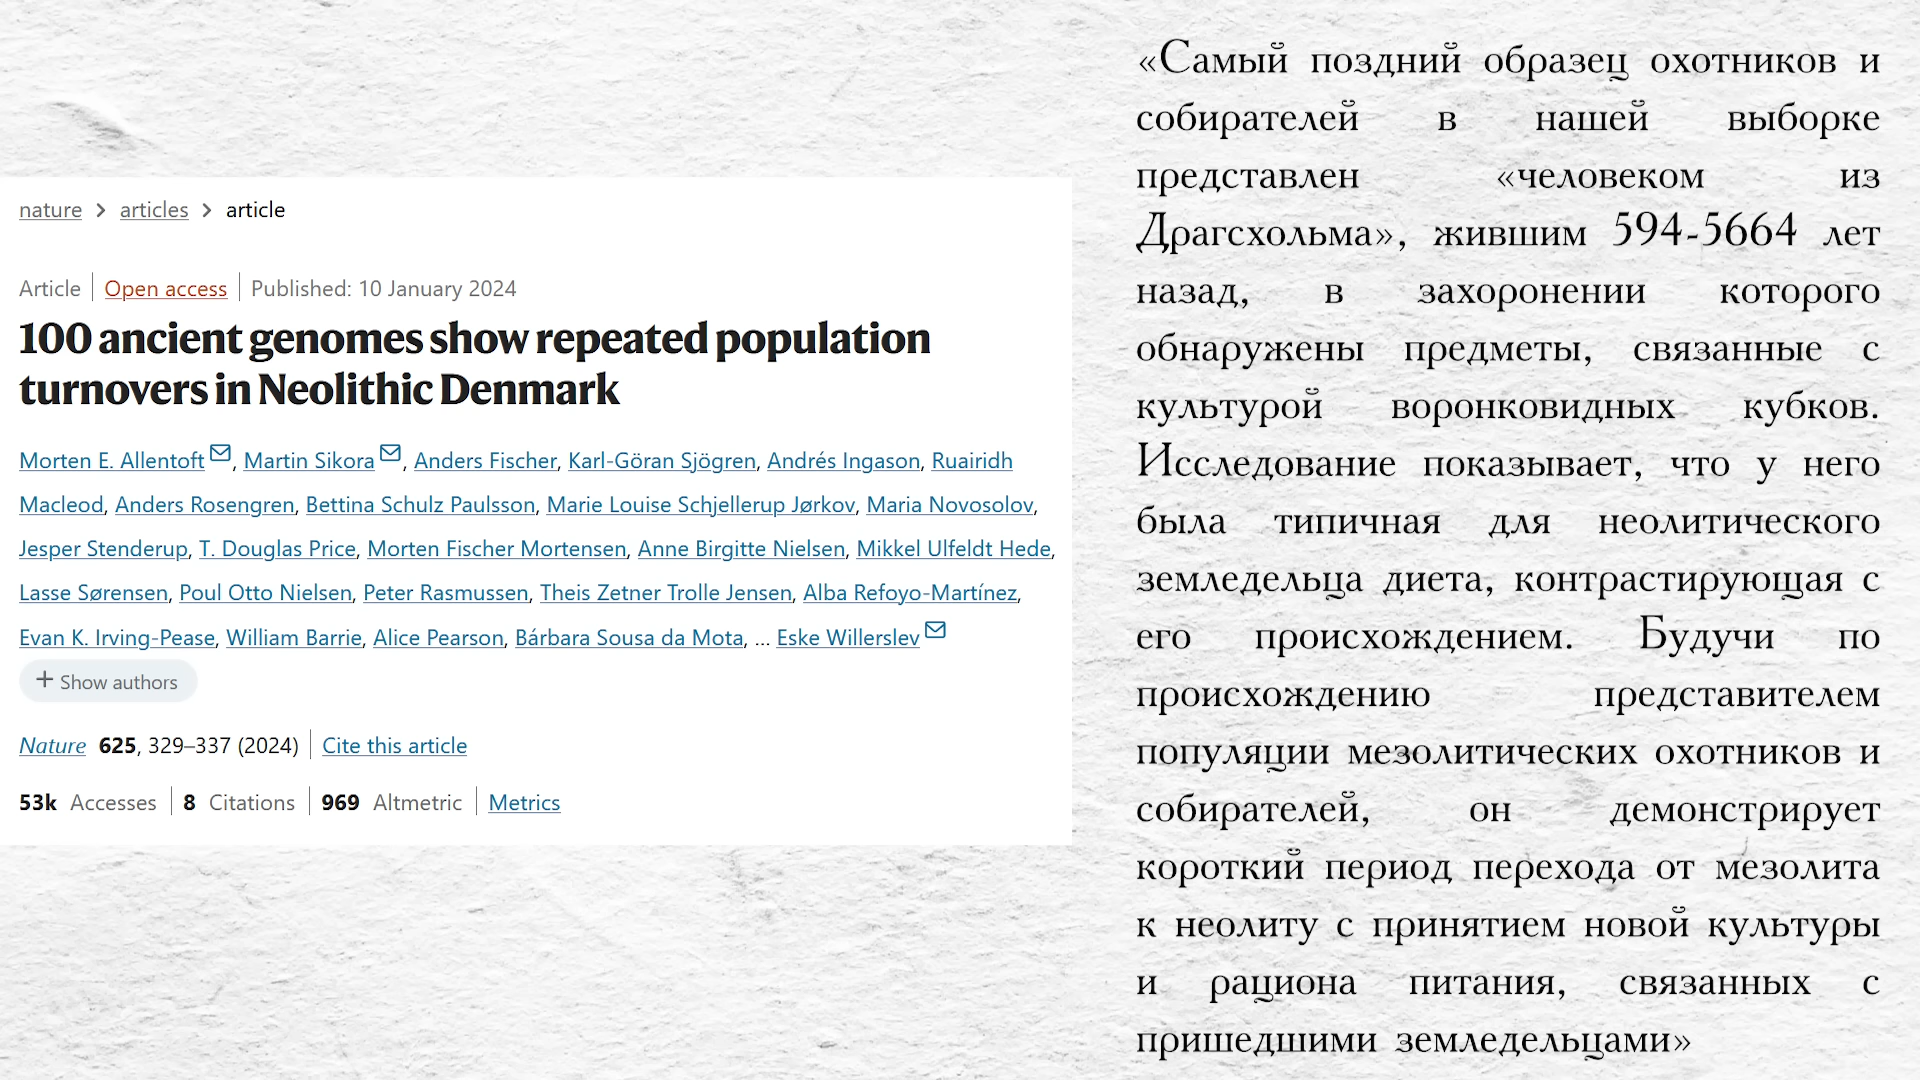 nature > articles > article
Article | Open access | Published: 10 January 2024
100 ancient genomes show repeated population
turnovers in Neolithic Denmark
Morten E. Allentoft, Martin Sikora, Anders Fischer, Karl-Göran Sjögren, Andrés Ingason, Ruairidh
Macleod, Anders Rosengren, Bettina Schulz Paulsson, Marie Louise Schjellerup Jørkov, Maria Novosolov,
Jesper Stenderup, T. Douglas Price, Morten Fischer Mortensen, Anne Birgitte Nielsen, Mikkel Ulfeldt Hede,
Lasse Sørensen, Poul Otto Nielsen, Peter Rasmussen, Theis Zetner Trolle Jensen, Alba Refoyo-Martínez,
Evan K. Irving-Pease, William Barrie, Alice Pearson, Bárbara Sousa da Mota, ... Eske Willerslev
+ Show authors
Nature 625, 329–337 (2024) | Cite this article
53k Accesses | 8 Citations | 969 Altmetric | Metrics
«Самый поздний образец охотников и
собирателей в нашей выборке
представлен «человеком из
Драгсхольма», жившим 594-5664 лет
назад, в захоронении которого
обнаружены предметы, связанные с
культурой воронковидных кубков.
Исследование показывает, что у него
была типичная для неолитического
земледельца диета, контрастирующая с
его происхождением. Будучи по
происхождению представителем
популяции мезолитических охотников и
собирателей, он демонстрирует
короткий период перехода от мезолита
к неолиту с принятием новой культуры
и рациона питания, связанных с
пришедшими земледельцами»